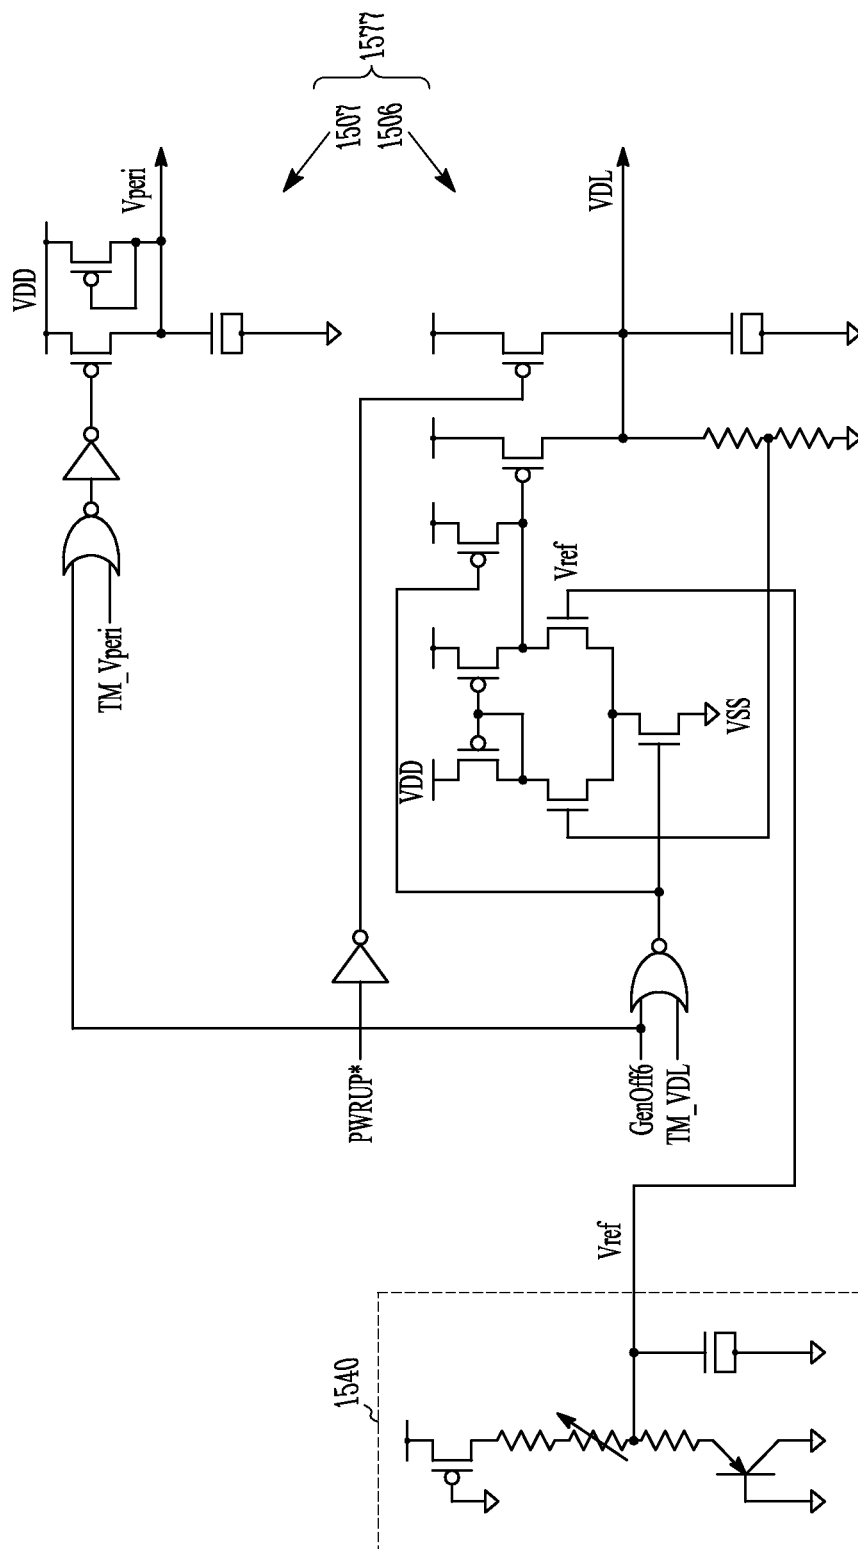 1577
1507
1506
VDD
Vperi
TM_Vperi
VDL
Vref
VDD
VSS
PWRUP*
GenOff6
TM_VDL
Vref
1540